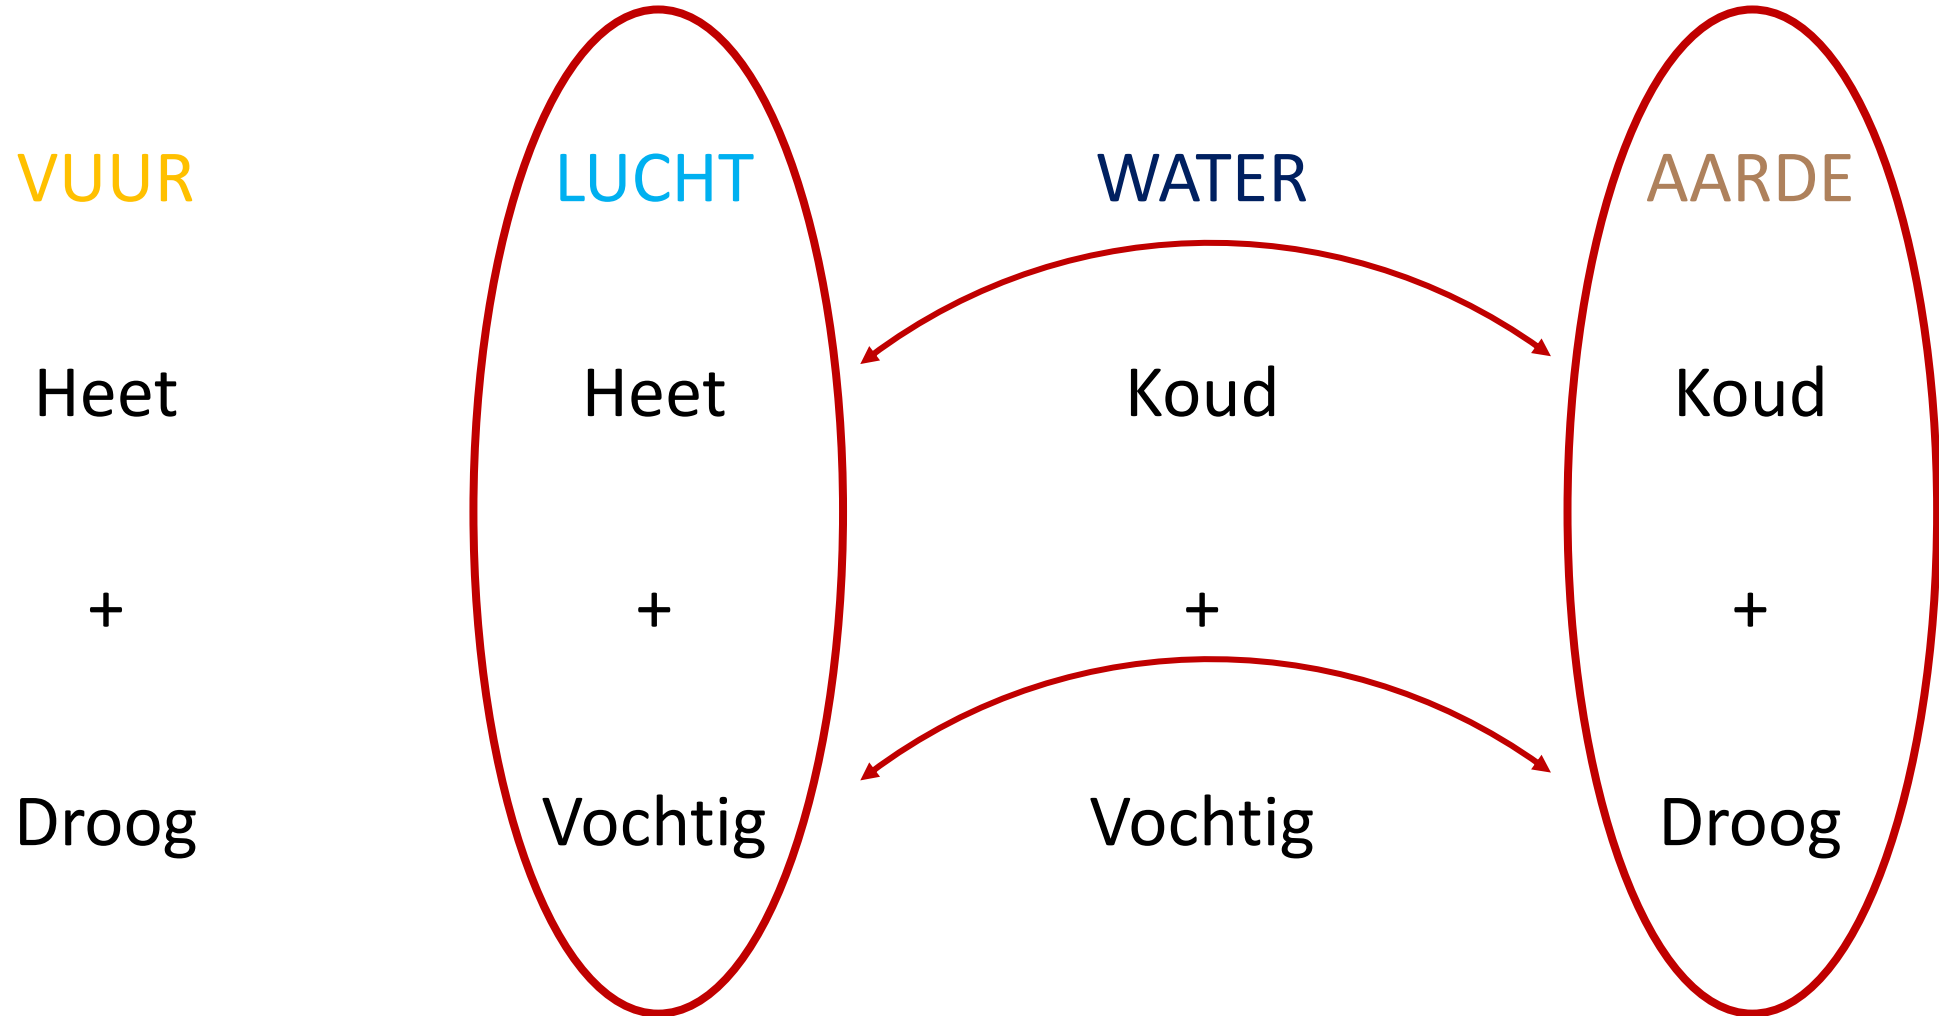 VUUR LUCHT WATER AARDE
Heet Heet Koud Koud
+ + + +
Droog Vochtig Vochtig Droog